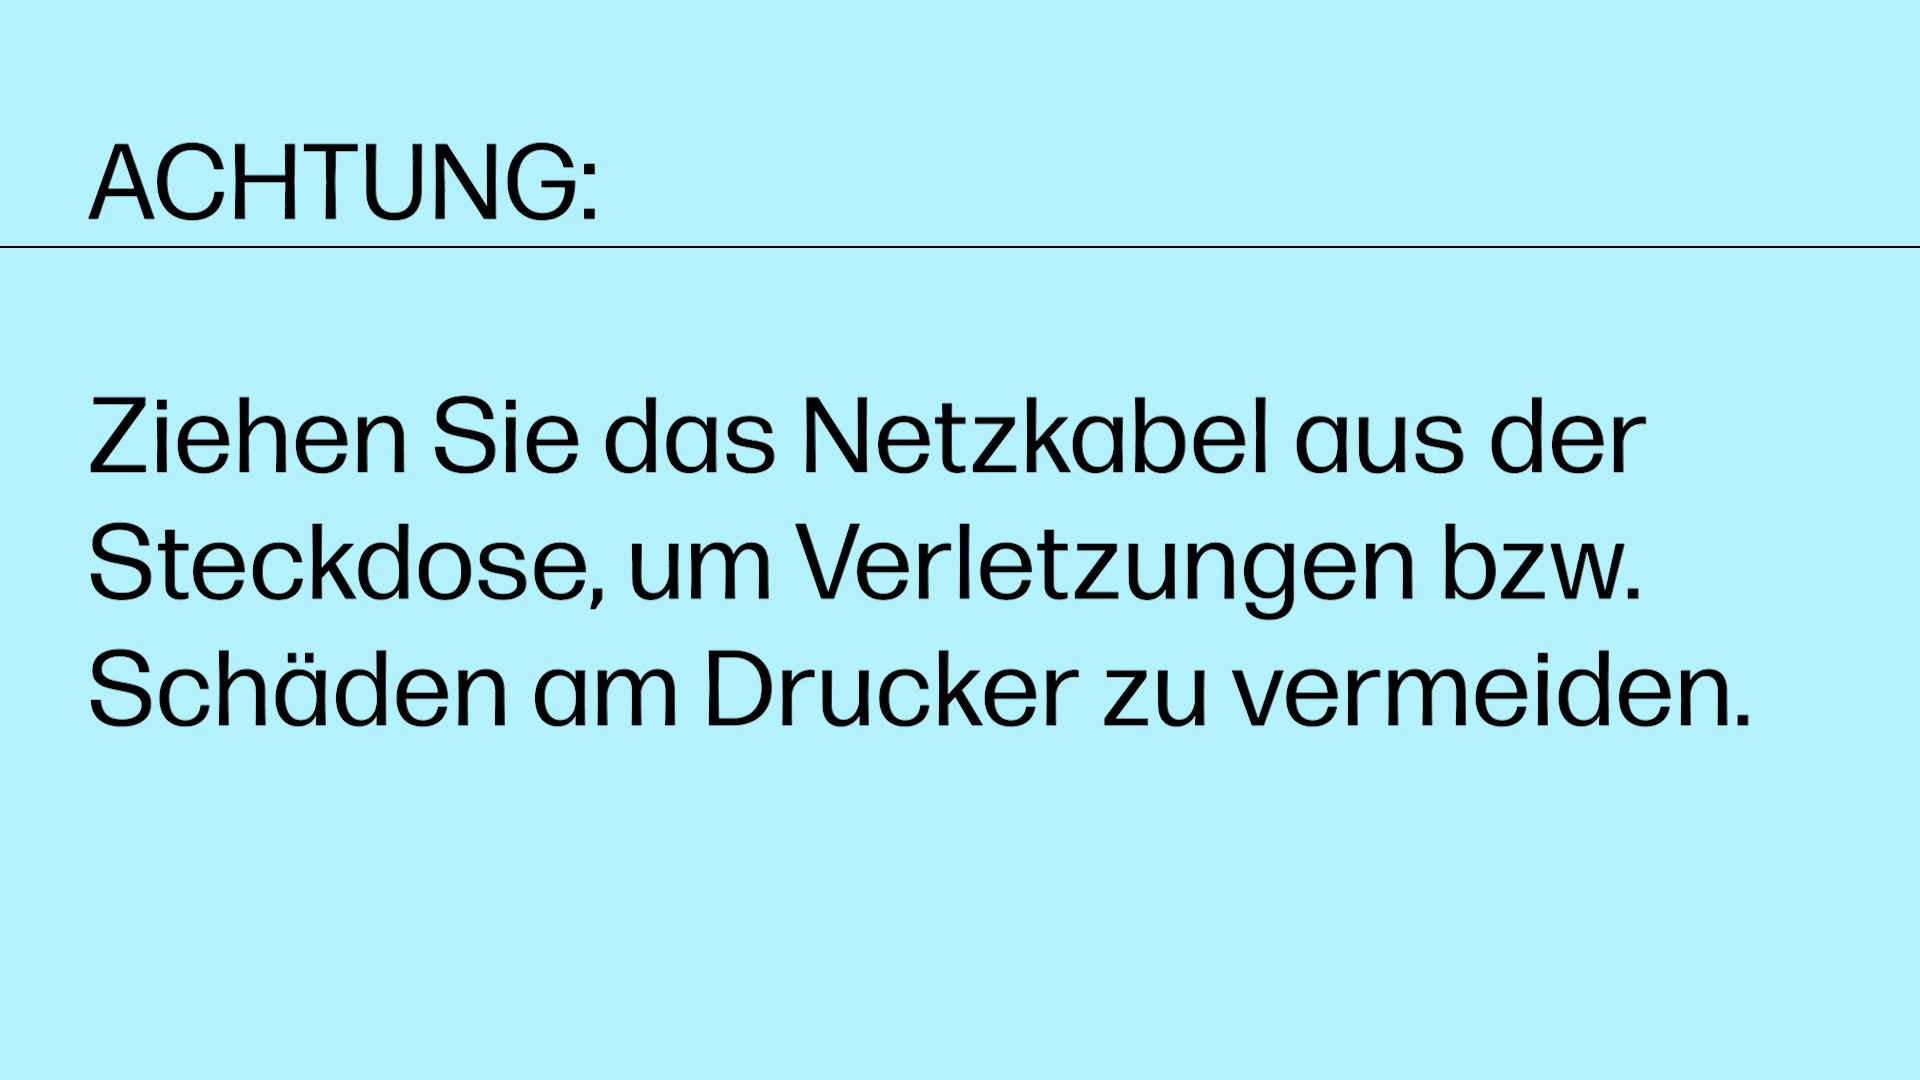 ACHTUNG:
Ziehen Sie das Netzkabel aus der
Steckdose, um Verletzungen bzw.
Schäden am Drucker zu vermeiden.